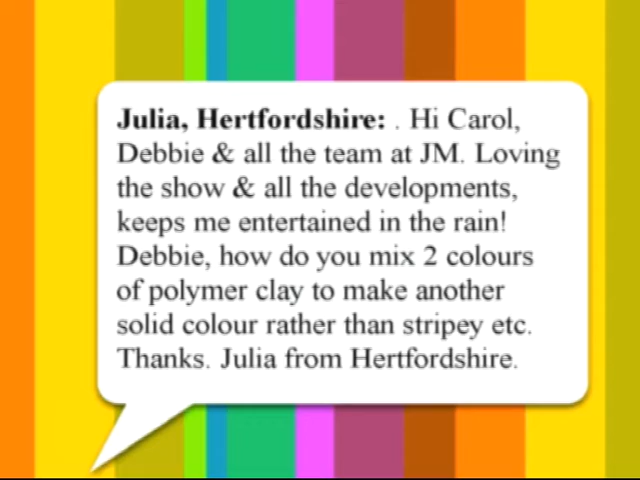 Julia, Hertfordshire: . Hi Carol,
Debbie & all the team at JM. Loving
the show & all the developments,
keeps me entertained in the rain!
Debbie, how do you mix 2 colours
of polymer clay to make another
solid colour rather than stripey etc.
Thanks. Julia from Hertfordshire.